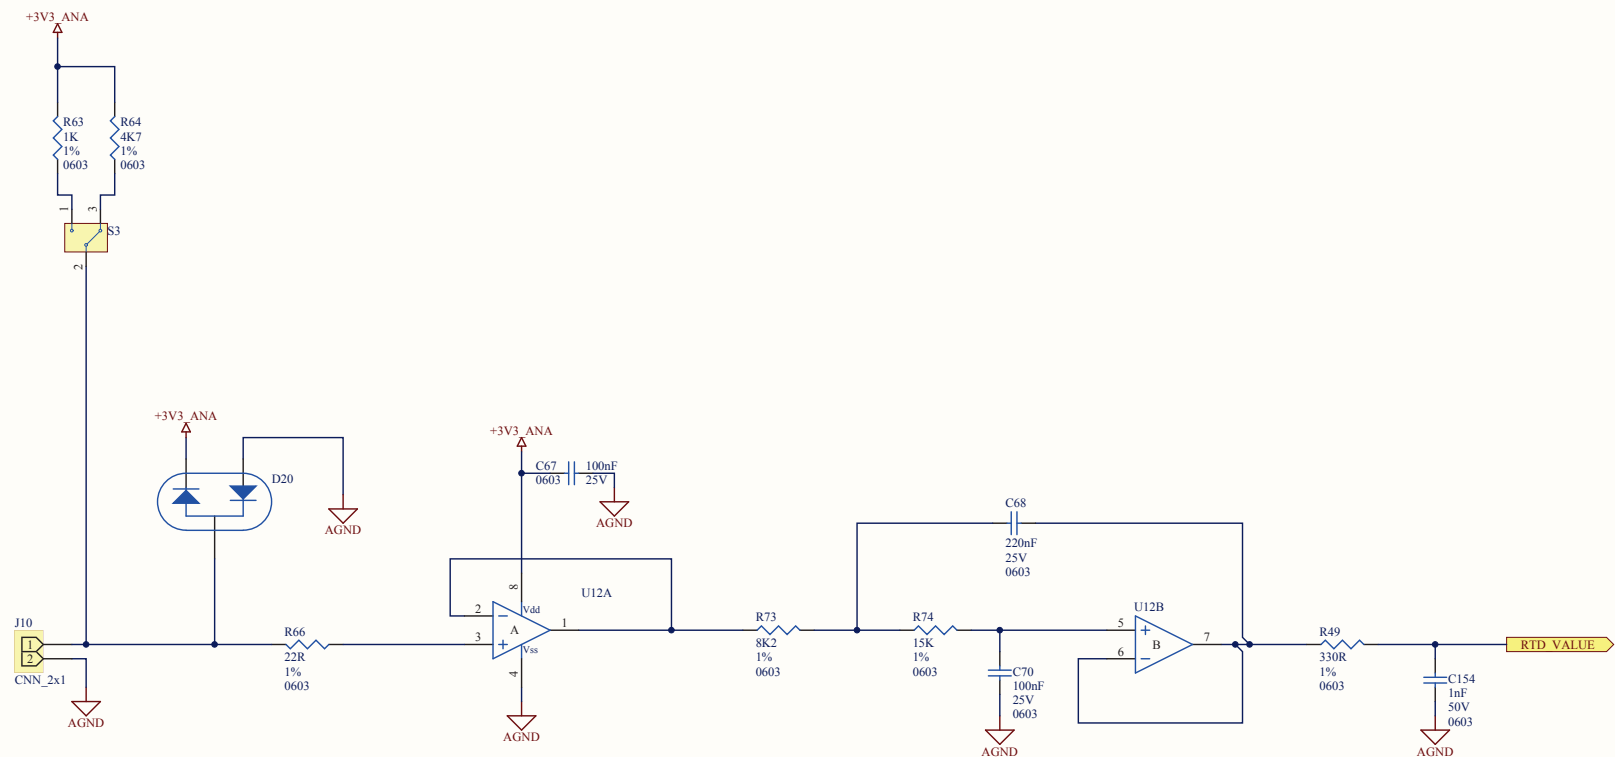 +3V3_ANA
R63
1K
1%
0603
R64
4K7
1%
0603
1
3
S3
2
+3V3_ANA
D20
AGND
+3V3_ANA
C67
0603
100nF
25V
AGND
8
U12A
2
Vdd
A
1
3
Vss
4
AGND
J10
1
2
CNN_2x1
AGND
R66
22R
1%
0603
R73
8K2
1%
0603
C68
220nF
25V
0603
R74
15K
1%
0603
C70
100nF
25V
0603
AGND
U12B
5
6
B
7
R49
330R
1%
0603
C154
1nF
50V
0603
AGND
RTD_VALUE